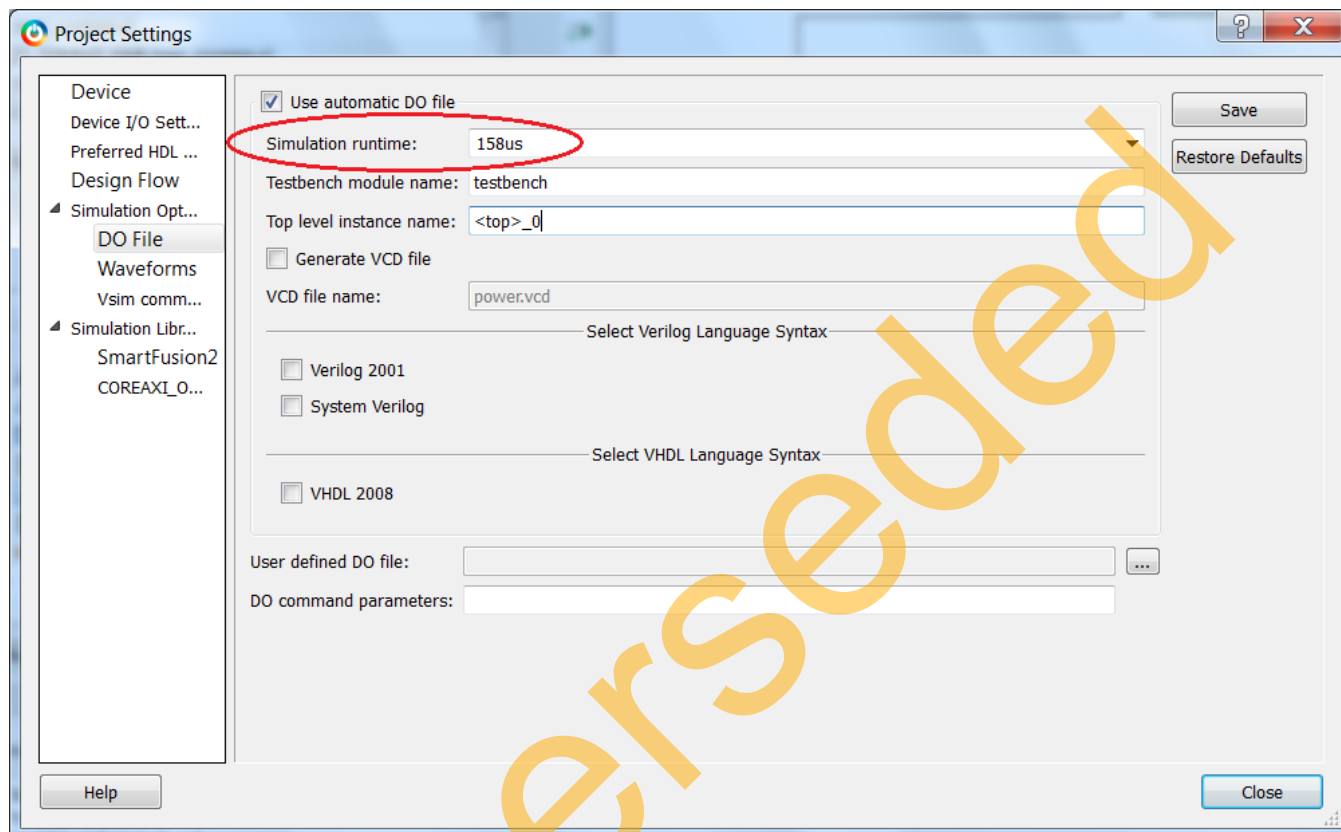 Project Settings
Device
Device I/O Sett...
Preferred HDL ...
Design Flow
Simulation Opt...
DO File
Waveforms
Vsim comm...
Simulation Libr...
SmartFusion2
COREAXI_O...
Use automatic DO file
Simulation runtime: 158us
Testbench module name: testbench
Top level instance name: <top>_0
Generate VCD file
VCD file name: power.vcd
Select Verilog Language Syntax
Verilog 2001
System Verilog
Select VHDL Language Syntax
VHDL 2008
User defined DO file: ...
DO command parameters:
Save
Restore Defaults
Help
Close
erseded